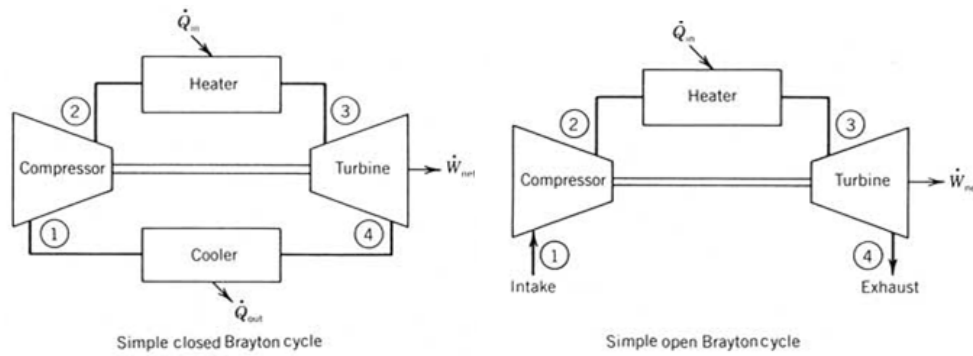 Q̇in
Heater
2
3
Compressor
Turbine
Ẇnet
1
4
Cooler
Q̇out
Simple closed Brayton cycle
Q̇in
Heater
2
3
Compressor
Turbine
Ẇne
1
4
Intake
Exhaust
Simple open Brayton cycle